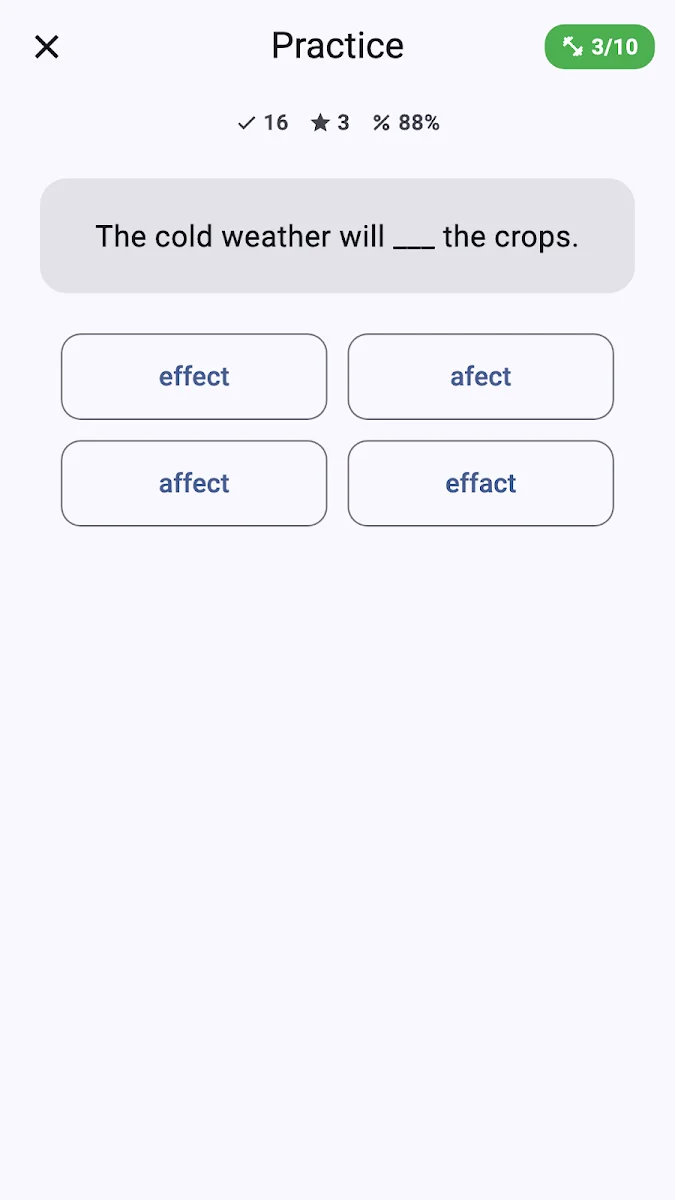 Practice
3/10
16 3 % 88%
The cold weather will ___ the crops.
effect
afect
affect
effact